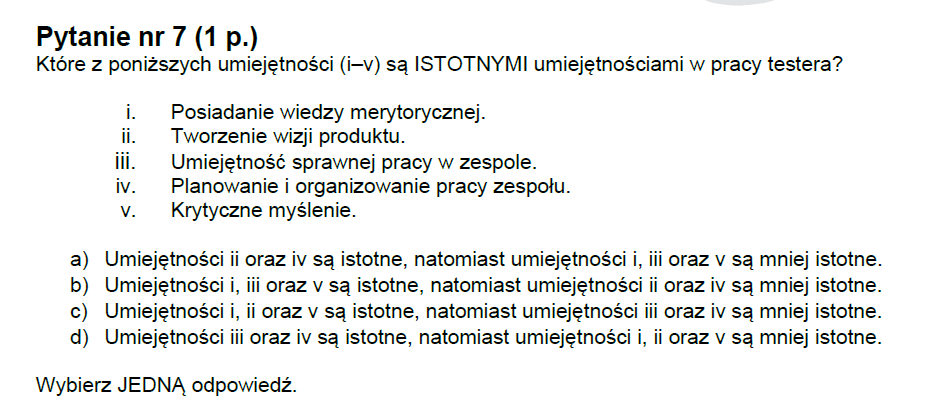 Pytanie nr 7 (1 p.)
Które z poniższych umiejętności (i–v) są ISTOTNYMI umiejętnościami w pracy testera?
i. Posiadanie wiedzy merytorycznej.
ii. Tworzenie wizji produktu.
iii. Umiejętność sprawnej pracy w zespole.
iv. Planowanie i organizowanie pracy zespołu.
v. Krytyczne myślenie.
a) Umiejętności ii oraz iv są istotne, natomiast umiejętności i, iii oraz v są mniej istotne.
b) Umiejętności i, iii oraz v są istotne, natomiast umiejętności ii oraz iv są mniej istotne.
c) Umiejętności i, ii oraz v są istotne, natomiast umiejętności iii oraz iv są mniej istotne.
d) Umiejętności iii oraz iv są istotne, natomiast umiejętności i, ii oraz v są mniej istotne.
Wybierz JEDNĄ odpowiedź.